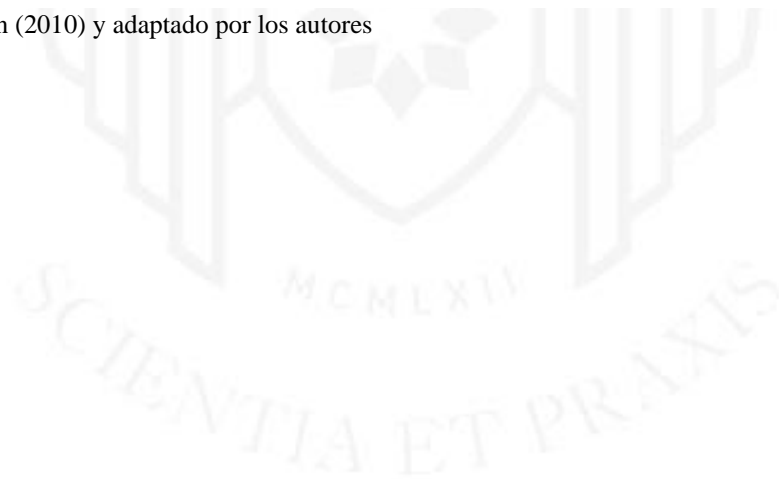 (2010) y adaptado por los autores
MCMLXII
SCIENTIA ET PRAXIS